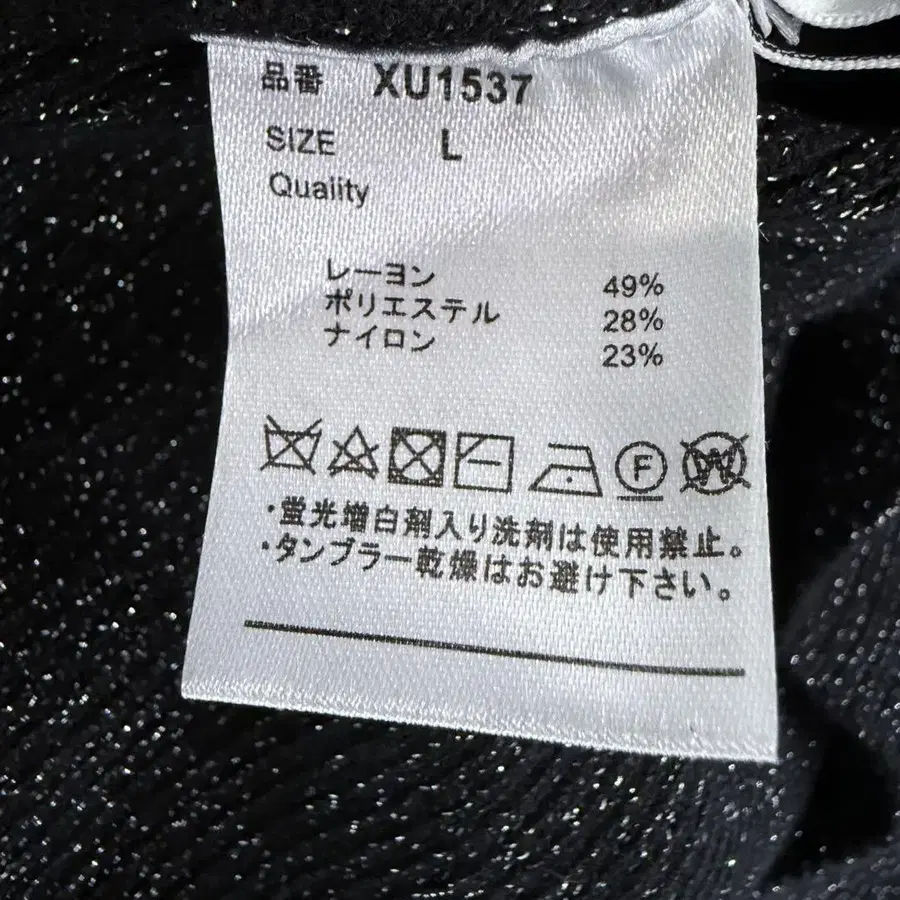 品番 XU1537
SIZE L
Quaiity
レーヨン 49%
ポリエステル 28%
ナイロン 23%
F W
・蛍光増白剤入り洗剤は使用禁止。
・タンブラー乾燥はお避け下さい。